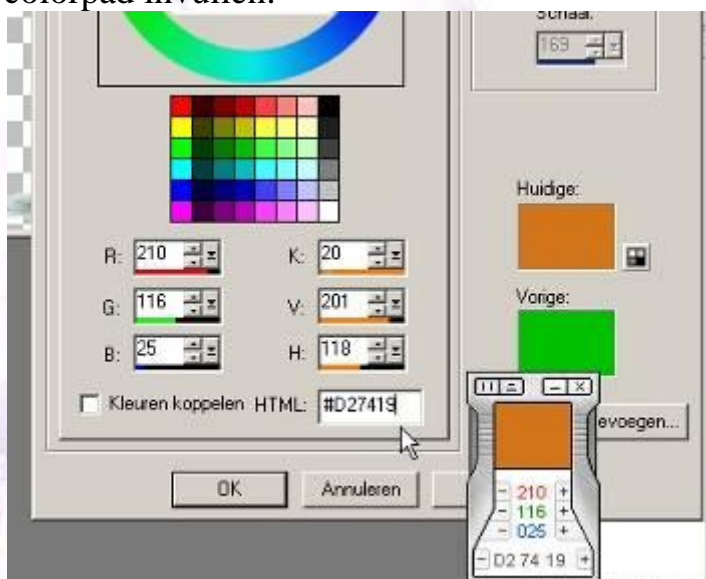 Schaal:
169
Huidige:
R: 210 K: 20
G: 116 V: 201
Vorige:
B: 25 H: 118
Kleuren koppelen HTML: #D27419
evoegen...
OK Annuleren
210
116
025
D2 74 19